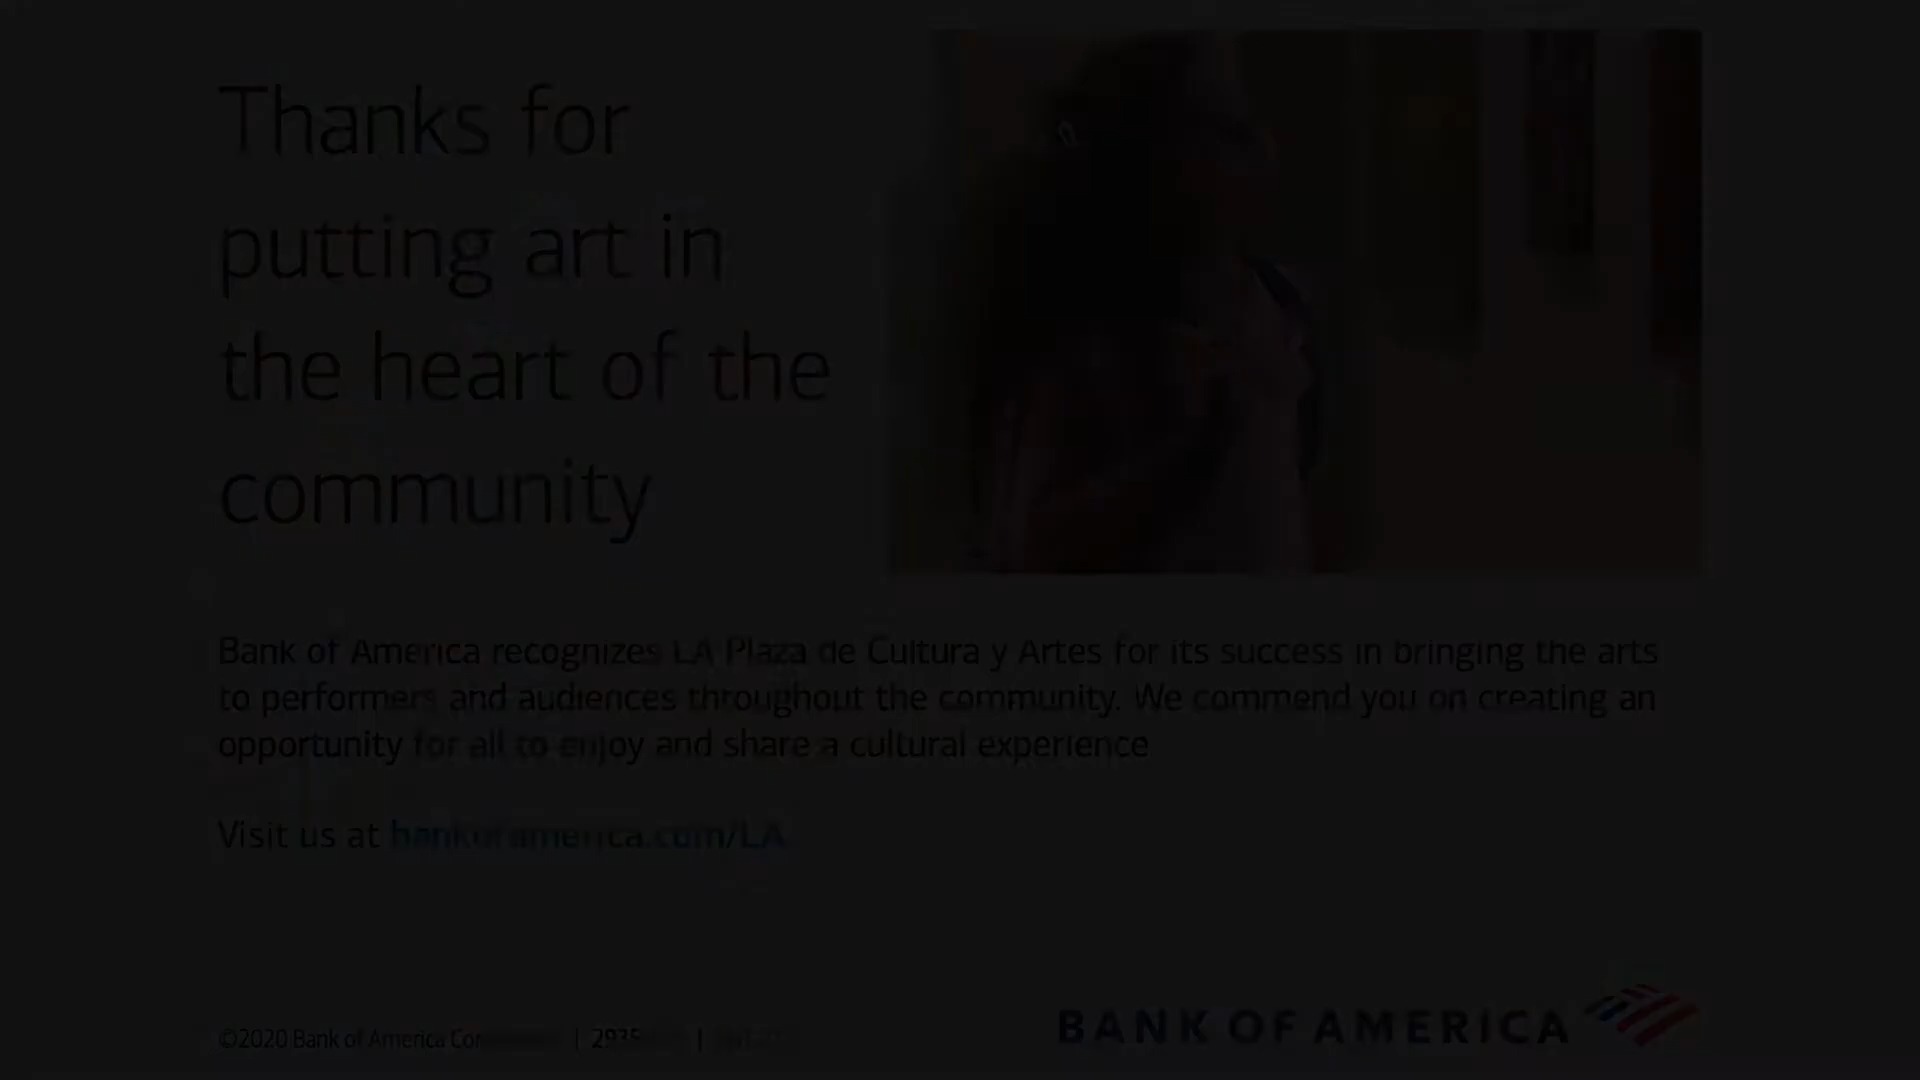 Thanks for
putting art in
the heart of the
community
Bank of America recognizes LA Plaza de Cultura y Artes for its success in bringing the arts
to performers and audiences throughout the community. We commend you on creating an
opportunity for all to enjoy and share a cultural experience
Visit us at bankofamerica.com/LA
©2020 Bank of America | 2935 |
BANK OF AMERICA